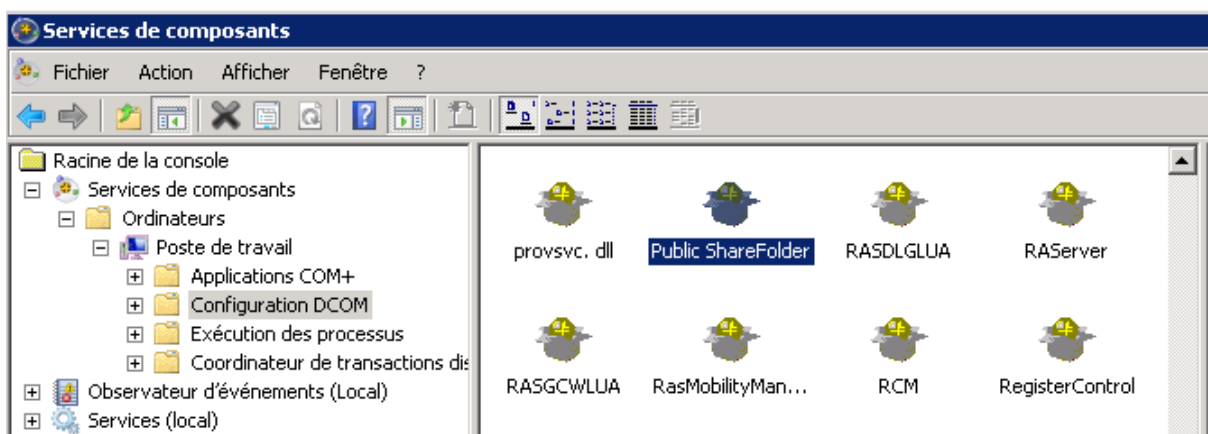 Services de composants
Fichier Action Afficher Fenêtre ?
Racine de la console
Services de composants
Ordinateurs
Poste de travail
Applications COM+
Configuration DCOM
Exécution des processus
Coordinateur de transactions dis
Observateur d'événements (Local)
Services (local)
provsvc. dll Public ShareFolder RASDLGLUA RAServer
RASGCWLUA RasMobilityMan... RCM RegisterControl